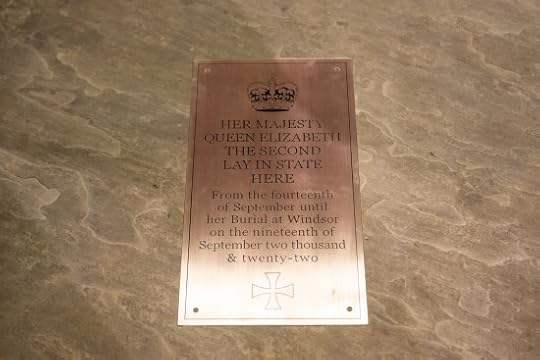 HER MAJESTY
QUEEN ELIZABETH
THE SECOND
LAY IN STATE
HERE
From the fourteenth
of September until
her Burial at Windsor
on the nineteenth of
September two thousand
& twenty-two